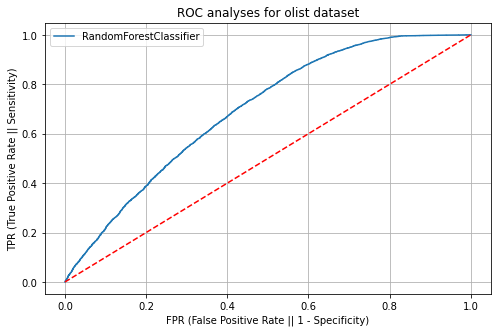 ROC analyses for olist dataset
RandomForestClassifier
TPR (True Positive Rate || Sensitivity)
1.0
0.8
0.6
0.4
0.2
0.0
0.0 0.2 0.4 0.6 0.8 1.0
FPR (False Positive Rate || 1 - Specificity)